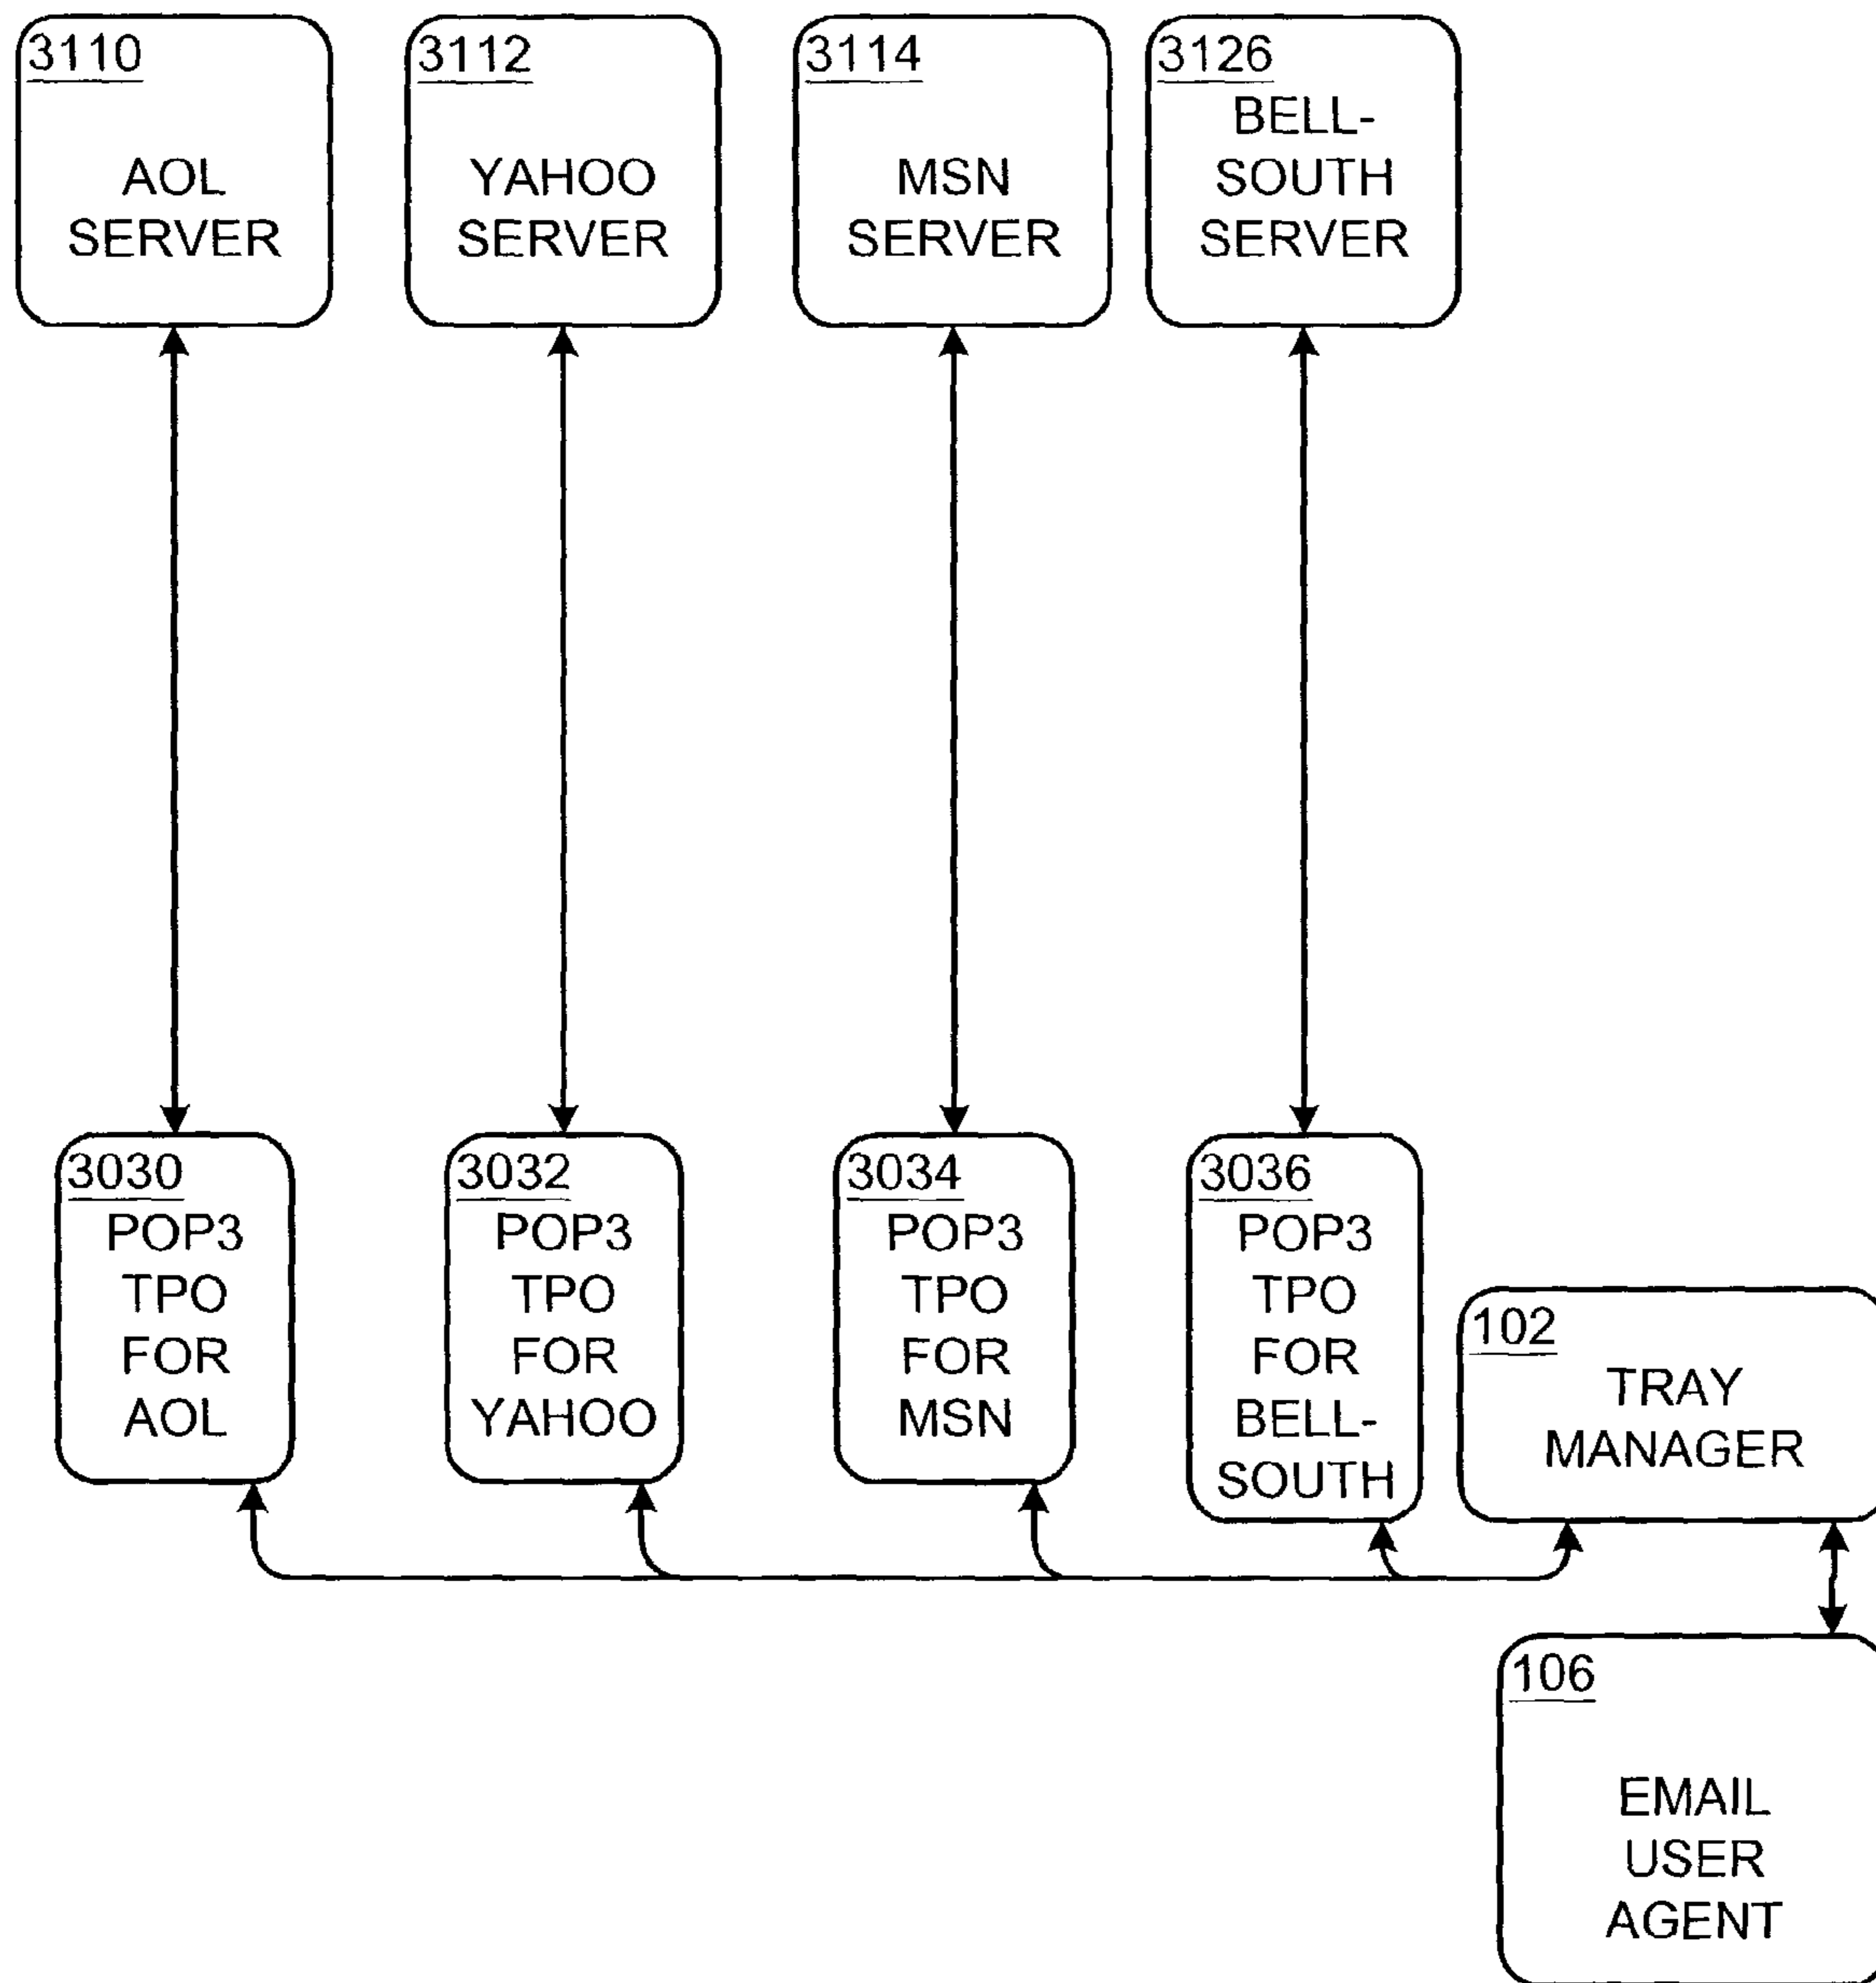 3110
AOL
SERVER
3112
YAHOO
SERVER
3114
MSN
SERVER
3126
BELL-
SOUTH
SERVER
3030
POP3
TPO
FOR
AOL
3032
POP3
TPO
FOR
YAHOO
3034
POP3
TPO
FOR
MSN
3036
POP3
TPO
FOR
BELL-
SOUTH
102
TRAY
MANAGER
106
EMAIL
USER
AGENT